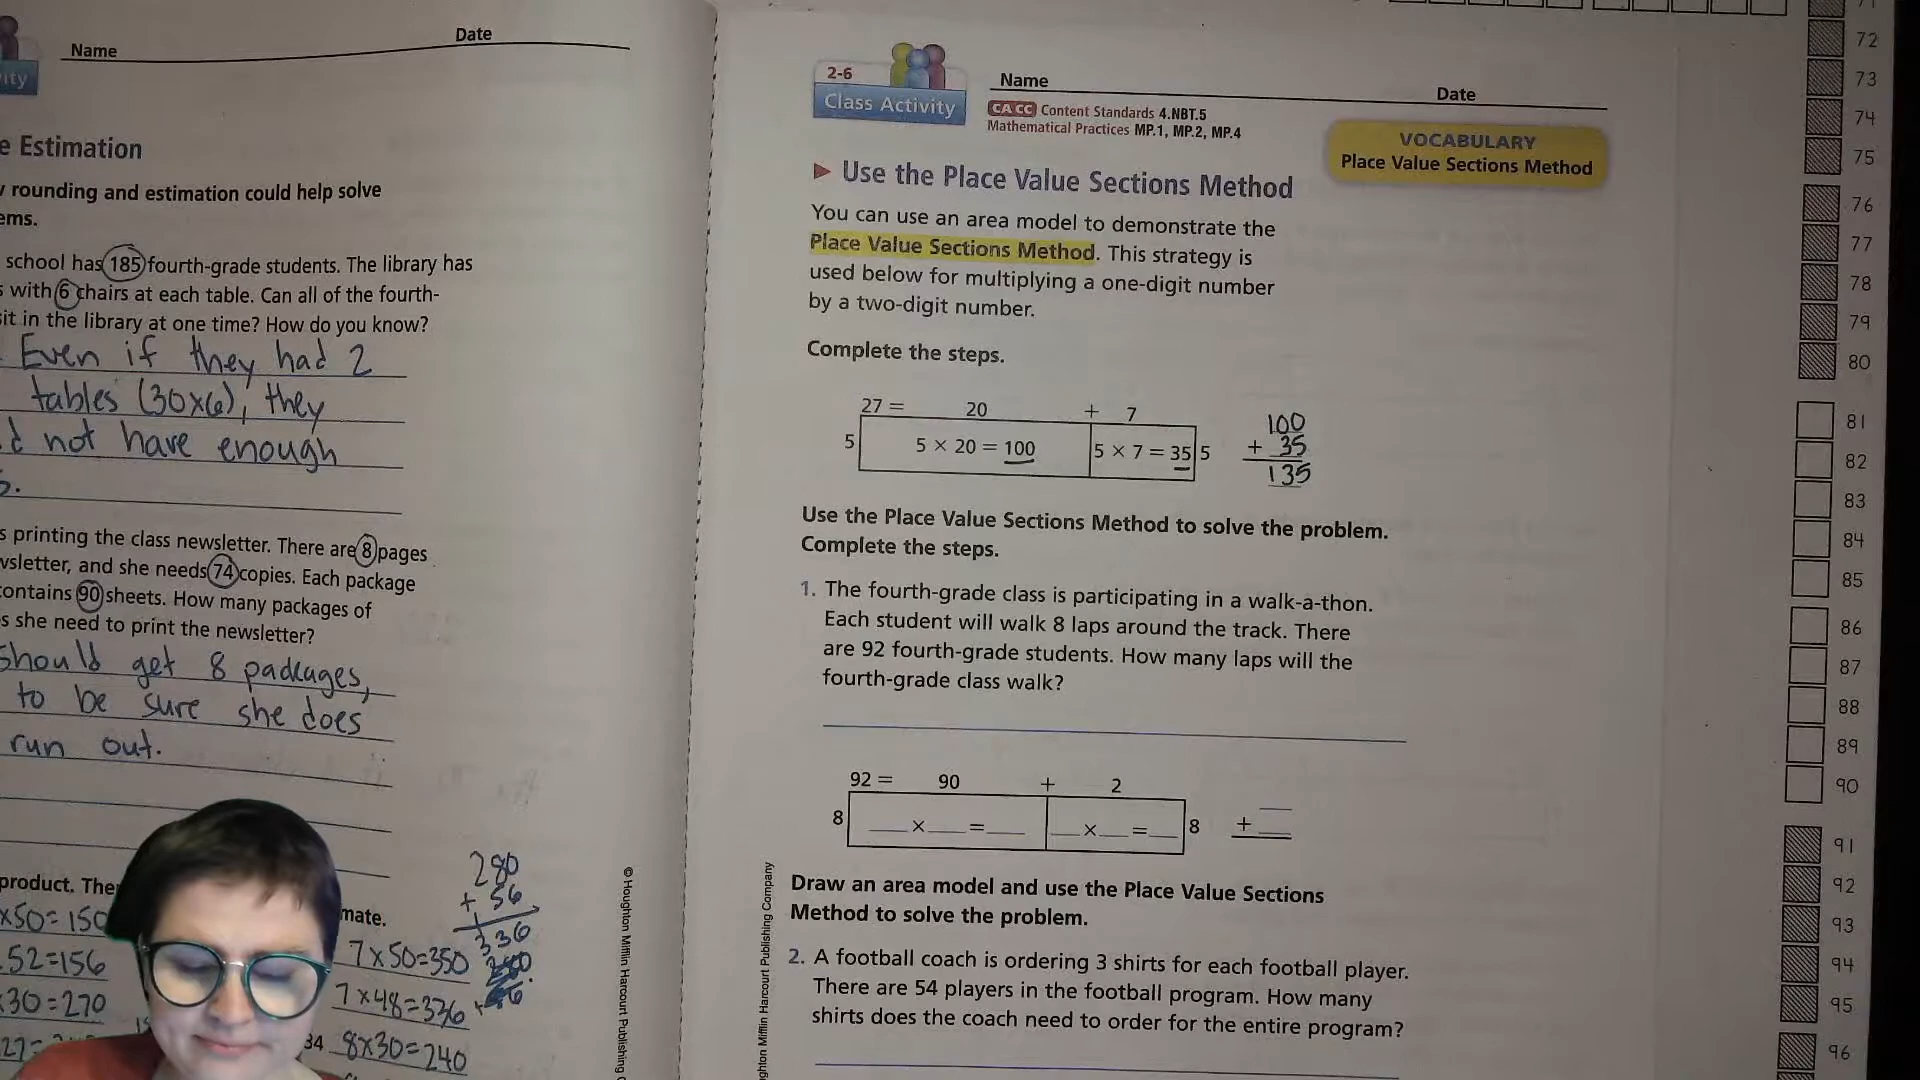 Name
Date
ity
e Estimation
rounding and estimation could help solve
ems.
school has 185 fourth-grade students. The library has
with 6 chairs at each table. Can all of the fourth-
sit in the library at one time? How do you know?
Even if they had 2
tables (30x6), they
d not have enough
s.
s printing the class newsletter. There are 8 pages
wsletter, and she needs 74 copies. Each package
contains 90 sheets. How many packages of
s she need to print the newsletter?
should get 8 packages,
to be sure she does
run out.
product. The
mate.
x50=150
52=156
30=270
27=
280
+ 56
336
7x50=350
7x48=336
34 8x30=240
© Houghton Mifflin Harcourt Publishing C
2-6
Class Activity
Name
Date
CA CC Content Standards 4.NBT.5
Mathematical Practices MP.1, MP.2, MP.4
VOCABULARY
Place Value Sections Method
Use the Place Value Sections Method
You can use an area model to demonstrate the
Place Value Sections Method. This strategy is
used below for multiplying a one-digit number
by a two-digit number.
Complete the steps.
27 = 20 + 7
5 5 × 20 = 100 5 × 7 = 35 5
100
+ 35
135
Use the Place Value Sections Method to solve the problem.
Complete the steps.
1. The fourth-grade class is participating in a walk-a-thon.
Each student will walk 8 laps around the track. There
are 92 fourth-grade students. How many laps will the
fourth-grade class walk?
92 = 90 + 2
8 × = × = 8 +
Draw an area model and use the Place Value Sections
Method to solve the problem.
2. A football coach is ordering 3 shirts for each football player.
There are 54 players in the football program. How many
shirts does the coach need to order for the entire program?
ghton Mifflin Harcourt Publishing Company
71
72
73
74
75
76
77
78
79
80
81
82
83
84
85
86
87
88
89
90
91
92
93
94
95
96